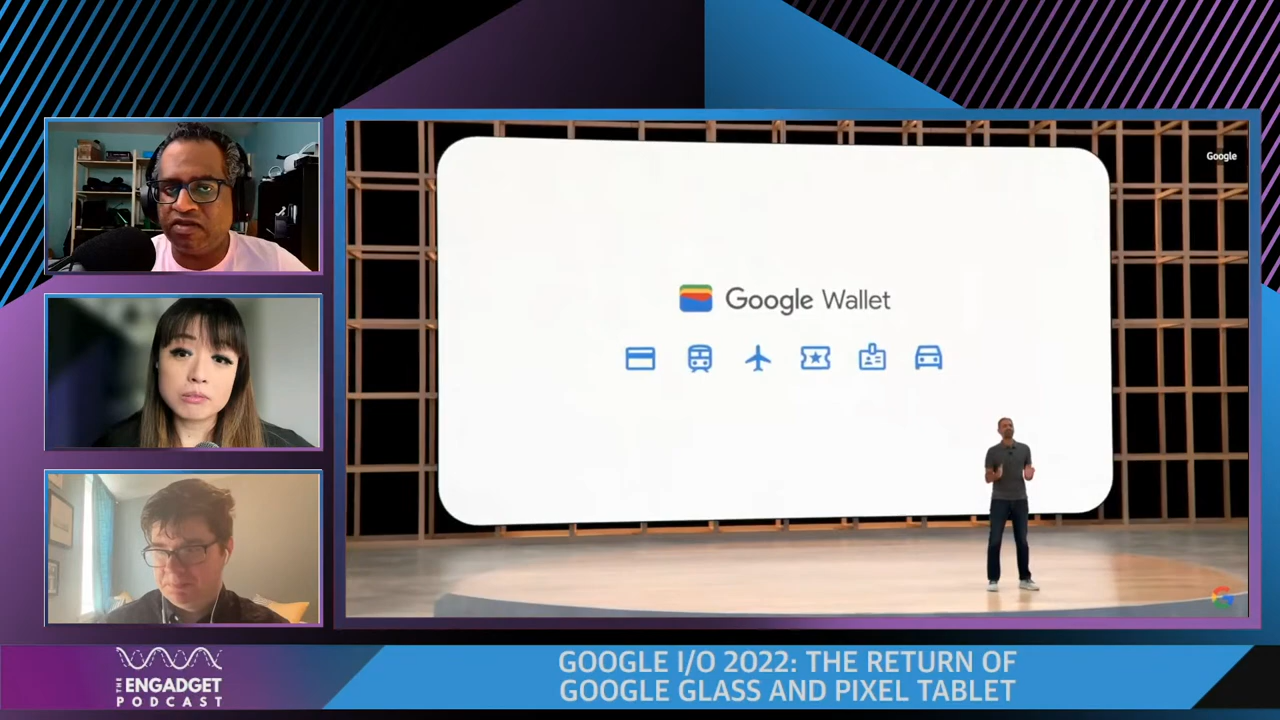 Google
Google Wallet
THE ENGADGET
PODCAST
GOOGLE I/O 2022: THE RETURN OF
GOOGLE GLASS AND PIXEL TABLET